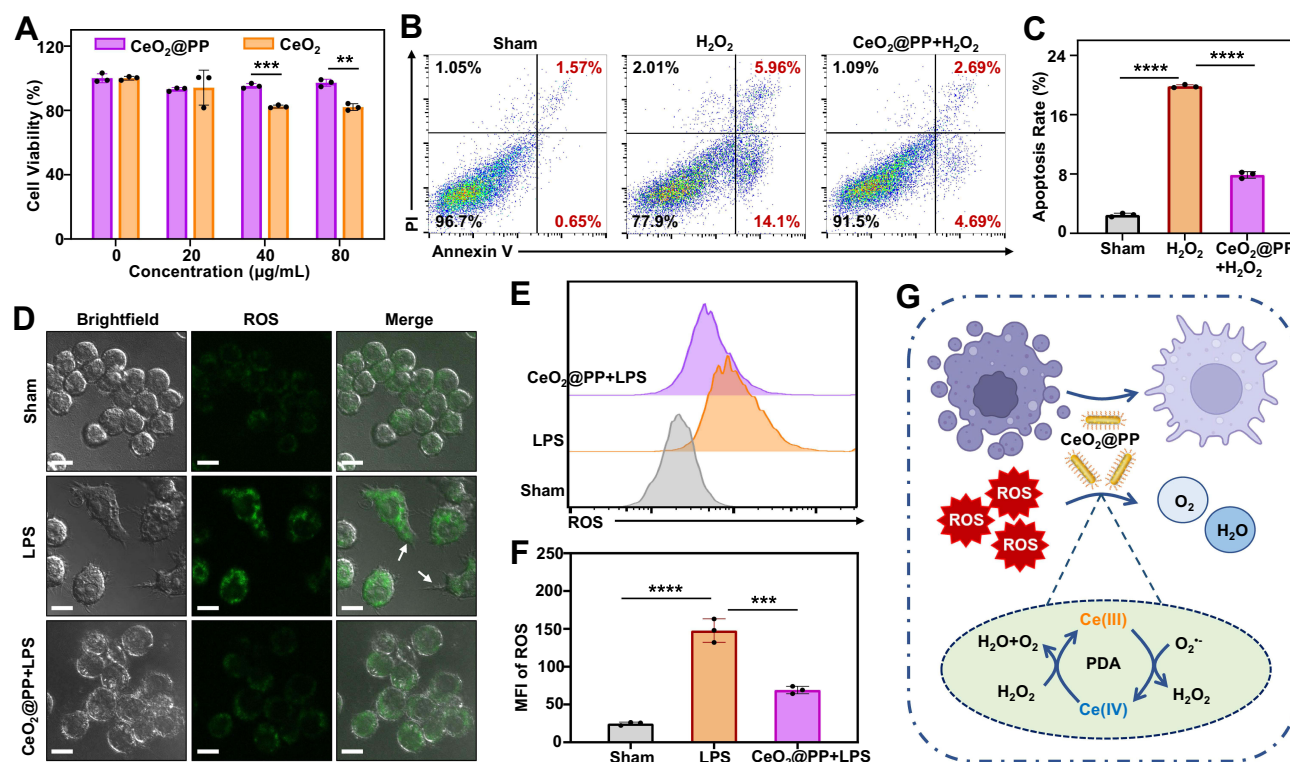 A
CeO₂@PP
CeO₂
Cell Viability (%)
120
80
40
0
***
**
0
20
40
80
Concentration (µg/mL)
B
Sham
H₂O₂
CeO₂@PP+H₂O₂
1.05%
1.57%
2.01%
5.96%
1.09%
2.69%
96.7%
0.65%
77.9%
14.1%
91.5%
4.69%
PI
Annexin V
C
Apoptosis Rate (%)
24
18
12
6
0
****
****
Sham
H₂O₂
CeO₂@PP
+H₂O₂
D
Brightfield
ROS
Merge
Sham
LPS
CeO₂@PP+LPS
E
CeO₂@PP+LPS
LPS
Sham
ROS
F
MFI of ROS
250
200
150
100
50
0
****
***
Sham
LPS
CeO₂@PP+LPS
G
CeO₂@PP
ROS
ROS
ROS
O₂
H₂O
Ce(III)
H₂O+O₂
PDA
O₂•-
H₂O₂
H₂O₂
Ce(IV)